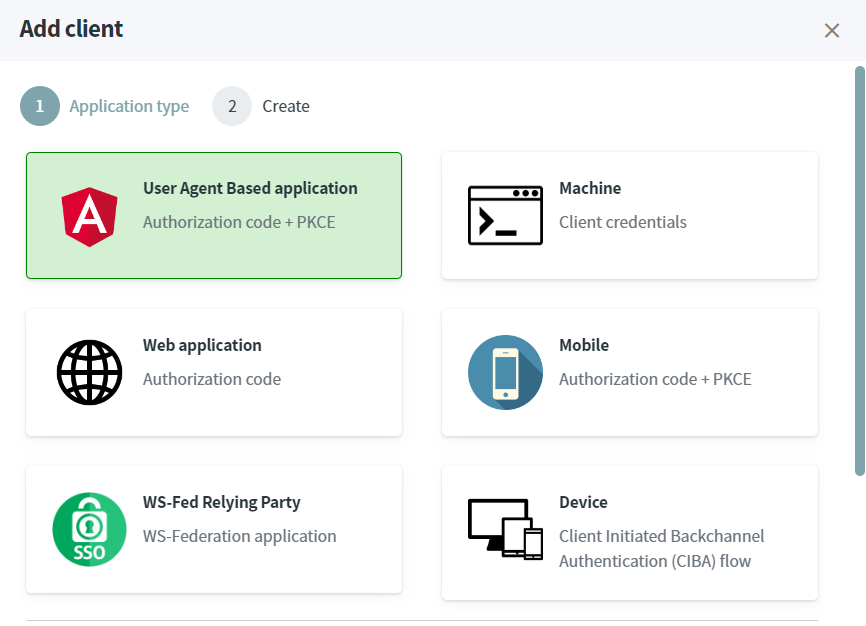 Add client
1 Application type 2 Create
User Agent Based application
Authorization code + PKCE
Machine
Client credentials
Web application
Authorization code
Mobile
Authorization code + PKCE
SSO
WS-Fed Relying Party
WS-Federation application
Device
Client Initiated Backchannel
Authentication (CIBA) flow